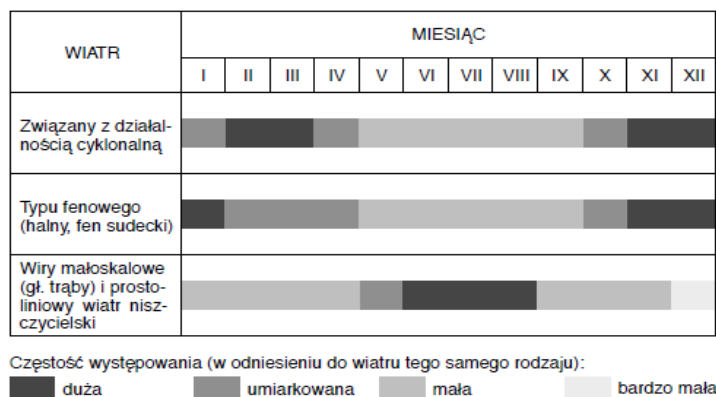 WIATR
MIESIĄC
I II III IV V VI VII VIII IX X XI XII
Związany z działal-
nością cyklonalną
Typu fenowego
(halny, fen sudecki)
Wiry małoskalowe
(gł. trąby) i prosto-
liniowy wiatr nisz-
czycielski
Częstość występowania (w odniesieniu do wiatru tego samego rodzaju):
duża umiarkowana mała bardzo mała